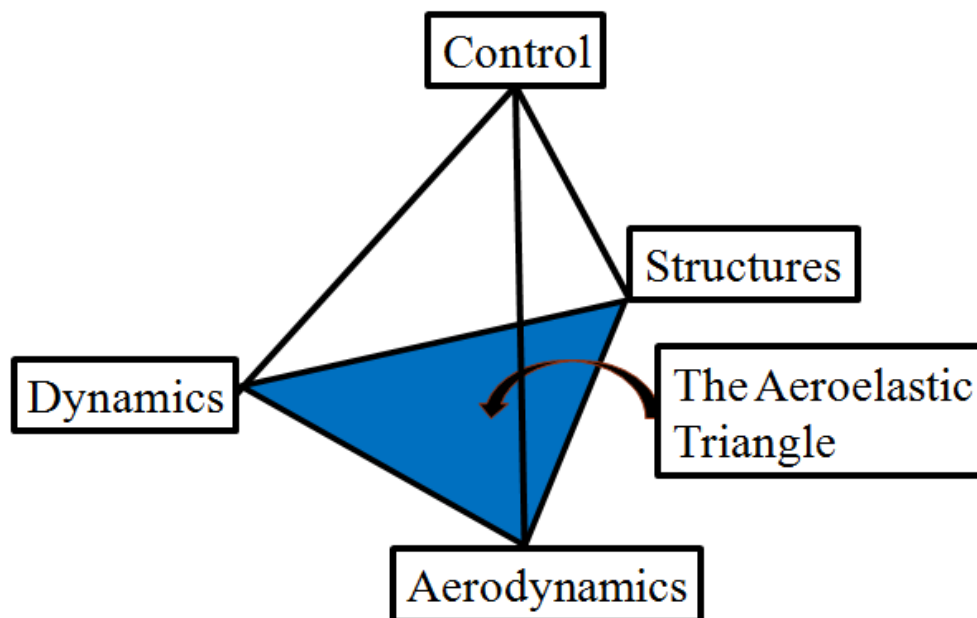 Control
Structures
Dynamics
The Aeroelastic
Triangle
Aerodynamics